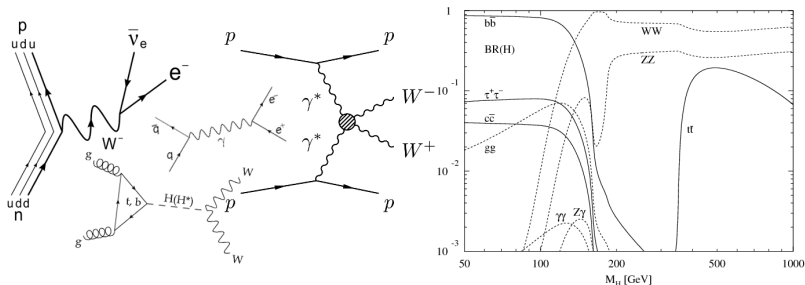 p
u d u
ν̄e
e⁻
W⁻
u d d
n
q̄
q
γ
e⁻
e⁺
g
g
t, b
H(H*)
W
W
p
p
γ*
γ*
W⁻
W⁺
p
p
1
10⁻¹
10⁻²
10⁻³
bb̄
BR(H)
τ⁺τ⁻
cc̄
gg
γγ
Zγ
WW
ZZ
tt̄
50
100
200
500
1000
M_H [GeV]